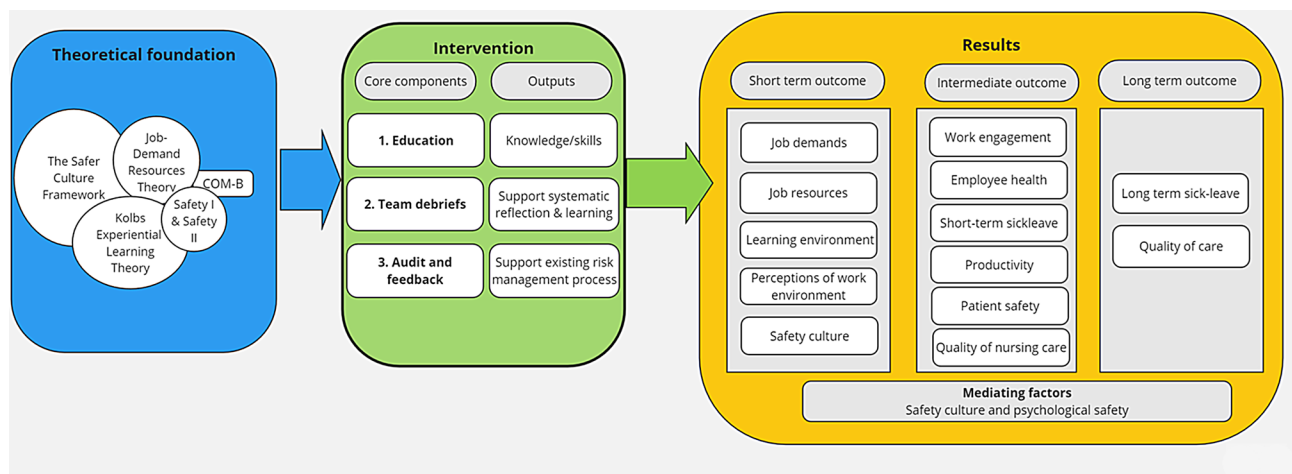 Theoretical foundation
The Safer
Culture
Framework
Job-
Demand
Resources
Theory
COM-B
Safety I
& Safety
II
Kolbs
Experiential
Learning
Theory
Intervention
Core components
Outputs
1. Education
Knowledge/skills
2. Team debriefs
Support systematic
reflection & learning
3. Audit and
feedback
Support existing risk
management process
Results
Short term outcome
Job demands
Job resources
Learning environment
Perceptions of work
environment
Safety culture
Intermediate outcome
Work engagement
Employee health
Short-term sickleave
Productivity
Patient safety
Quality of nursing care
Long term outcome
Long term sick-leave
Quality of care
Mediating factors
Safety culture and psychological safety